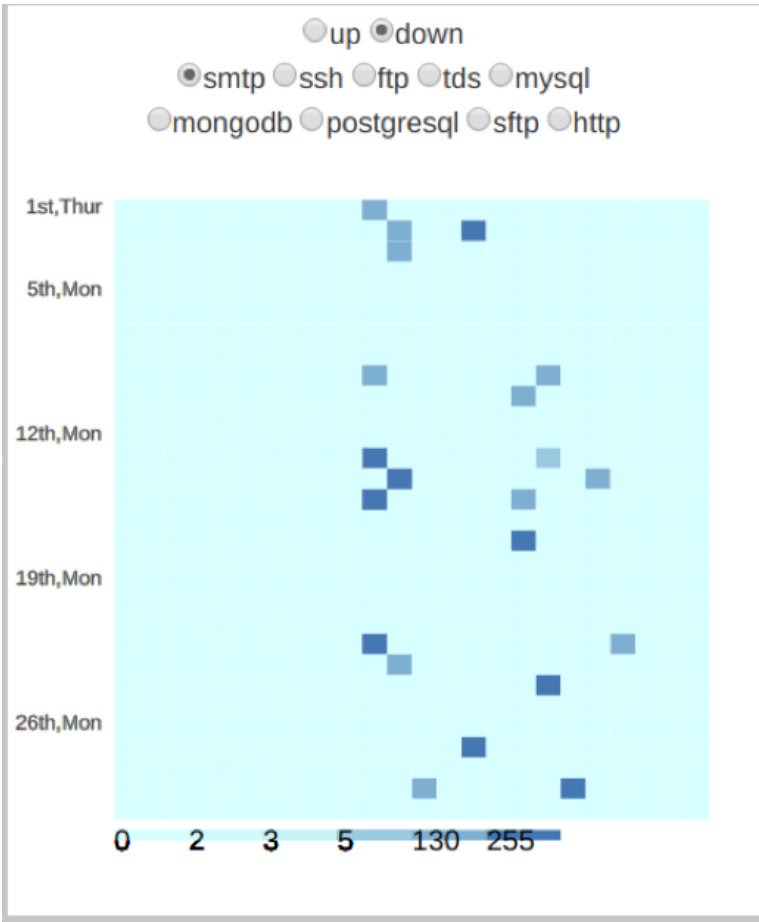 up down
smtp ssh ftp tds mysql
mongodb postgresql sftp http
1st,Thur
5th,Mon
12th,Mon
19th,Mon
26th,Mon
0 2 3 5 130 255